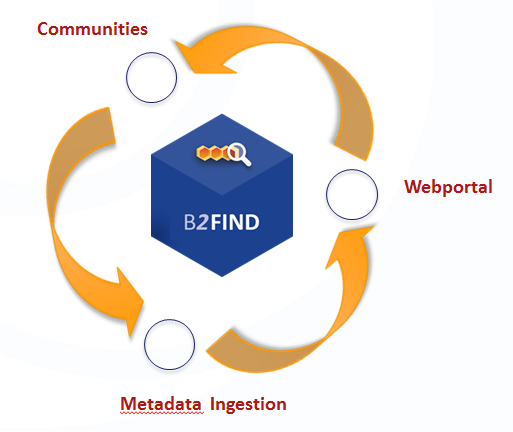 Communities
Webportal
B2FIND
Metadata Ingestion